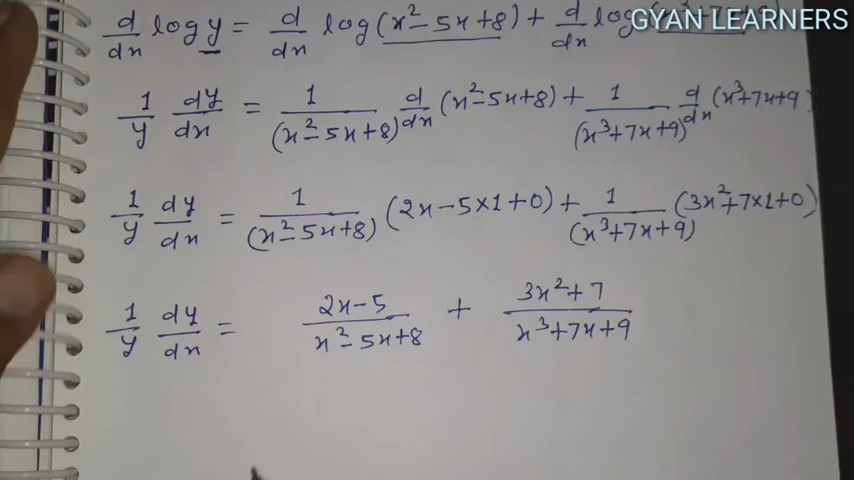 d/dx log y = d/dx log(x²-5x+8) + d/dx log(x³+7x+9)
GYAN LEARNERS
1/y dy/dx = 1/(x²-5x+8) d/dx (x²-5x+8) + 1/(x³+7x+9) d/dx (x³+7x+9)
1/y dy/dx = 1/(x²-5x+8) (2x-5×1+0) + 1/(x³+7x+9) (3x²+7×1+0)
1/y dy/dx = 2x-5/x²-5x+8 + 3x²+7/x³+7x+9